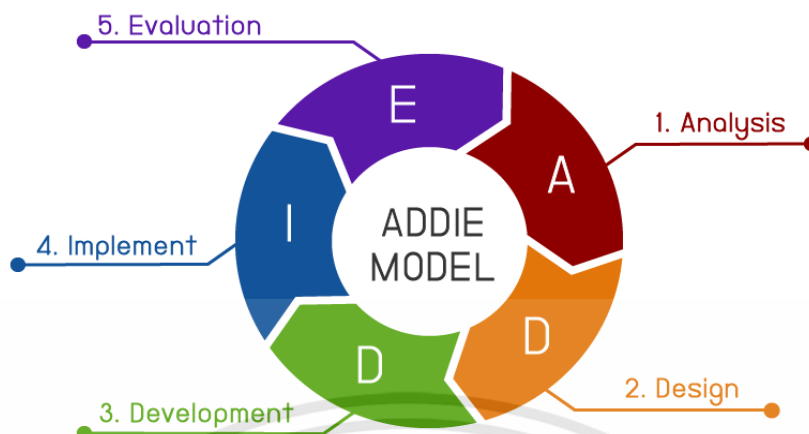 5. Evaluation
E
1. Analysis
A
ADDIE
MODEL
I
4. Implement
D
2. Design
D
3. Development